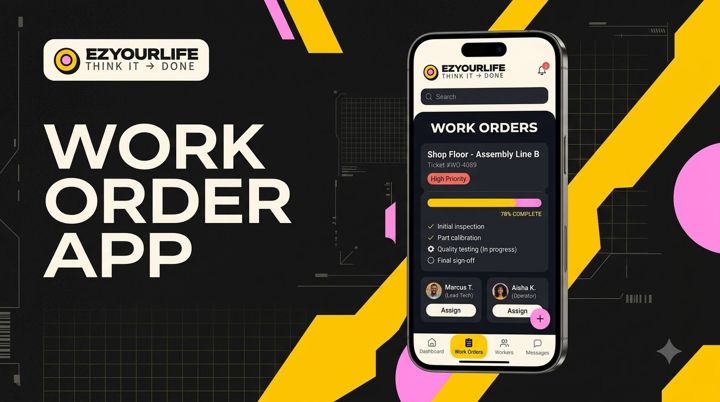 EZYOURLIFE
THINK IT → DONE
WORK
ORDER
APP
EZYOURLIFE
THINK IT → DONE
Search
WORK ORDERS
Shop Floor - Assembly Line B
Ticket #WO-4089
High Priority
78% COMPLETE
Initial inspection
Part calibration
Quality testing (In progress)
Final sign-off
Marcus T.
(Lead Tech)
Assign
Aisha K.
(Operator)
Assign
+
Dashboard
Work Orders
Workers
Messages